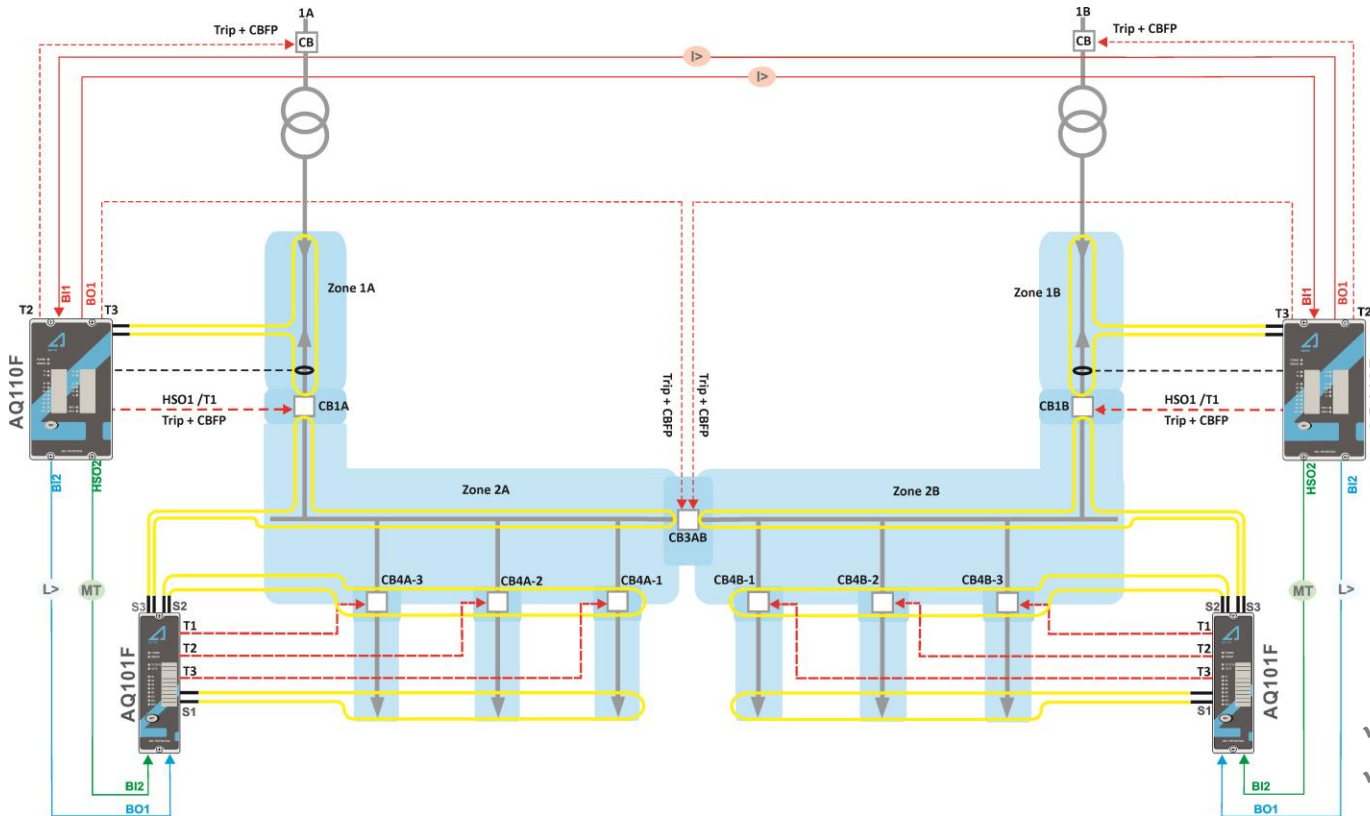 1A
1B
Trip + CBFP
CB
CB
Trip + CBFP
I>
I>
Zone 1A
Zone 1B
T2
BI1
BO1
T3
T3
BI1
BO1
T2
AQ110F
HSO1 /T1
Trip + CBFP
CB1A
Trip + CBFP
Trip + CBFP
CB1B
HSO1 /T1
Trip + CBFP
BI2
HSO2
Zone 2A
Zone 2B
HSO2
BI2
CB3AB
CB4A-3
CB4A-2
CB4A-1
CB4B-1
CB4B-2
CB4B-3
L>
MT
MT
L>
S3
S2
S2
S3
T1
T2
T3
T1
T2
T3
AQ101F
S1
S1
AQ101F
BI2
BO1
BI2
BO1